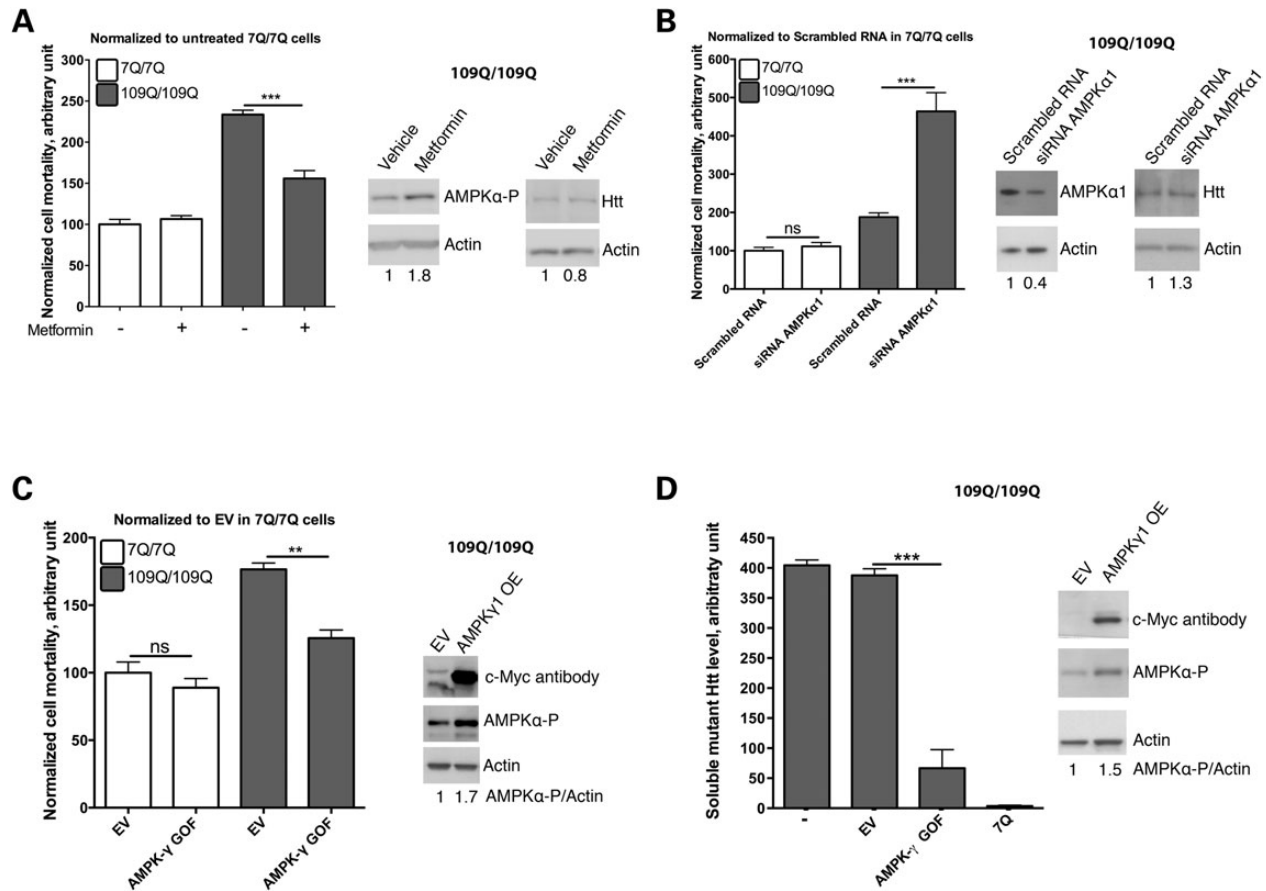 A
Normalized to untreated 7Q/7Q cells
Normalized cell mortality, arbitrary unit
300
250
200
150
100
50
0
7Q/7Q
109Q/109Q
***
Metformin
-
+
-
+
109Q/109Q
Vehicle
Metformin
AMPKα-P
Actin
1 1.8
Vehicle
Metformin
Htt
Actin
1 0.8
B
Normalized to Scrambled RNA in 7Q/7Q cells
Normalized cell mortality, arbitrary unit
600
500
400
300
200
100
0
7Q/7Q
109Q/109Q
ns
***
Scrambled RNA
siRNA AMPKα1
Scrambled RNA
siRNA AMPKα1
109Q/109Q
Scrambled RNA
siRNA AMPKα1
AMPKα1
Actin
1 0.4
Scrambled RNA
siRNA AMPKα1
Htt
Actin
1 1.3
C
Normalized to EV in 7Q/7Q cells
Normalized cell mortality, arbitrary unit
200
150
100
50
0
7Q/7Q
109Q/109Q
ns
**
EV
AMPK-γ GOF
EV
AMPK-γ GOF
109Q/109Q
EV
AMPKγ1 OE
c-Myc antibody
AMPKα-P
Actin
1 1.7 AMPKα-P/Actin
D
109Q/109Q
Soluble mutant Htt level, aribitraty unit
450
400
350
300
250
200
150
100
50
0
***
-
EV
AMPK-γ GOF
7Q
EV
AMPKγ1 OE
c-Myc antibody
AMPKα-P
Actin
1 1.5 AMPKα-P/Actin